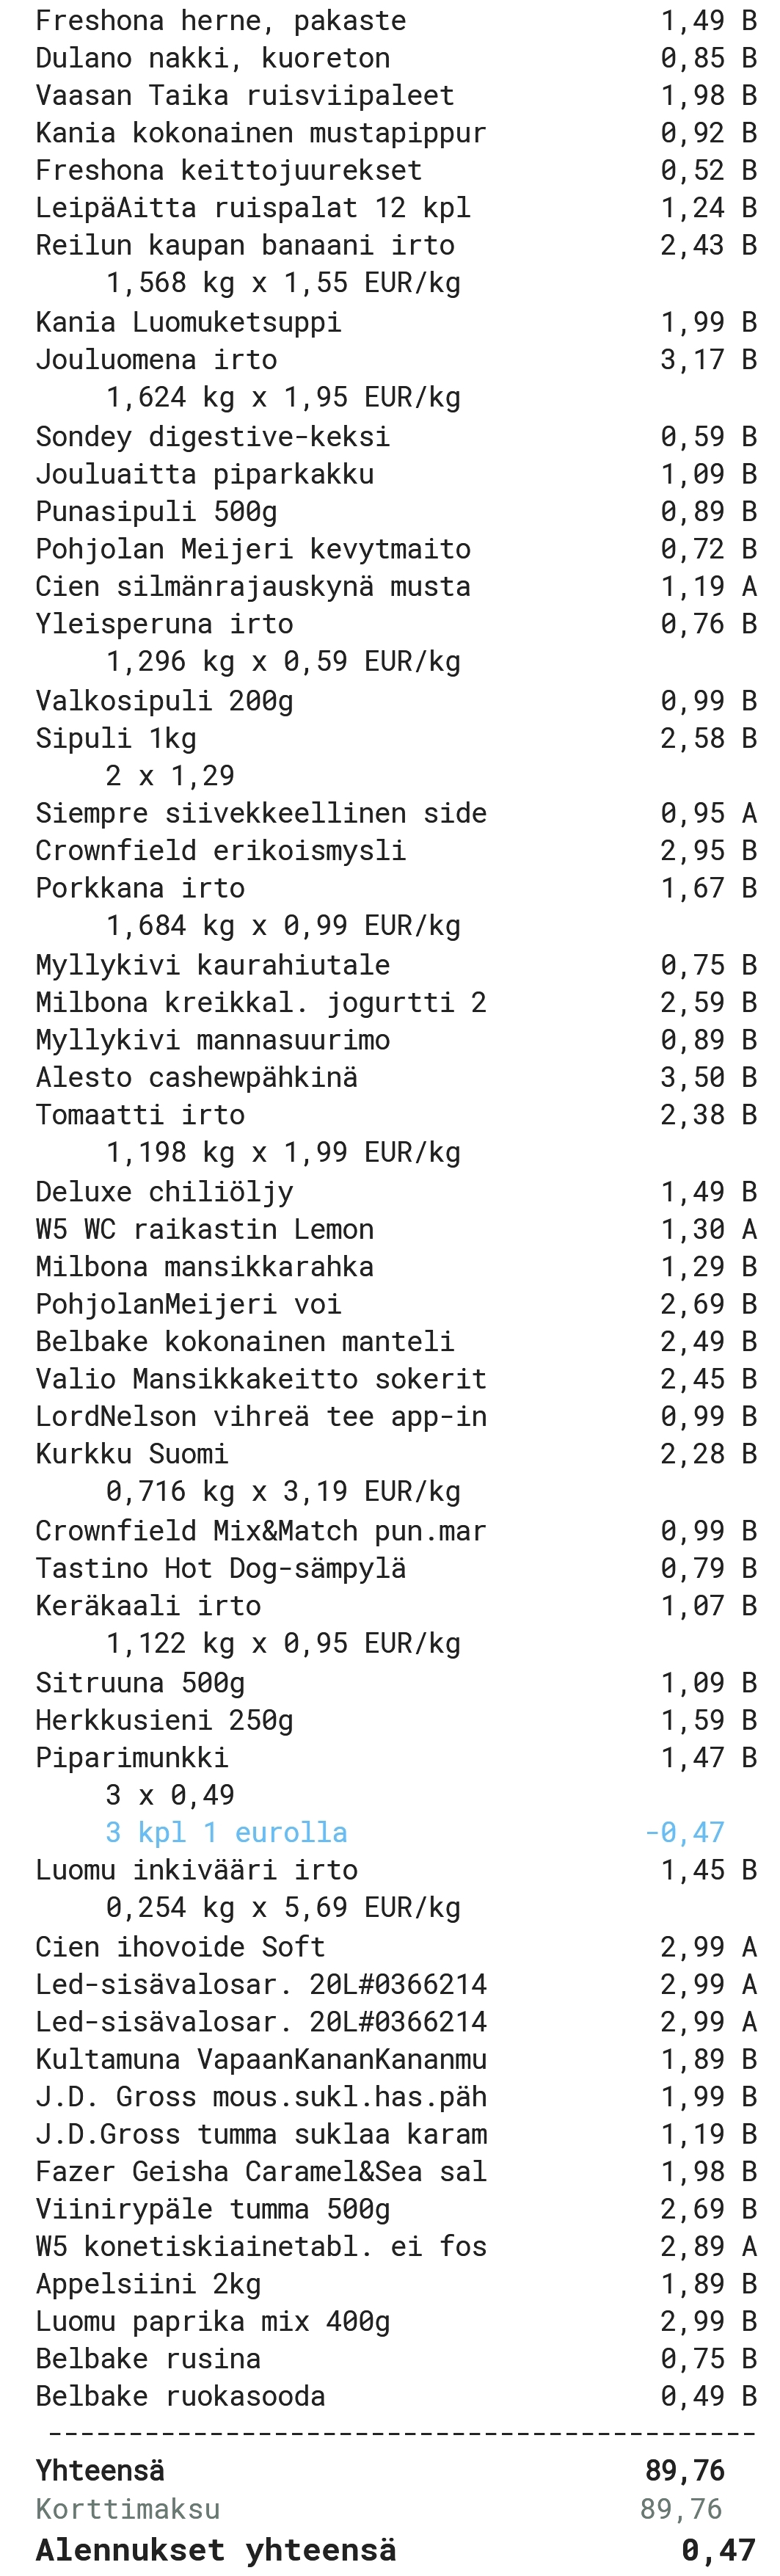 Freshona herne, pakaste 1,49 B
Dulano nakki, kuoreton 0,85 B
Vaasan Taika ruisviipaleet 1,98 B
Kania kokonainen mustapippur 0,92 B
Freshona keittojuurekset 0,52 B
LeipäAitta ruispalat 12 kpl 1,24 B
Reilun kaupan banaani irto 2,43 B
1,568 kg x 1,55 EUR/kg
Kania Luomuketsuppi 1,99 B
Jouluomena irto 3,17 B
1,624 kg x 1,95 EUR/kg
Sondey digestive-keksi 0,59 B
Jouluaitta piparkakku 1,09 B
Punasipuli 500g 0,89 B
Pohjolan Meijeri kevytmaito 0,72 B
Cien silmänrajauskynä musta 1,19 A
Yleisperuna irto 0,76 B
1,296 kg x 0,59 EUR/kg
Valkosipuli 200g 0,99 B
Sipuli 1kg 2,58 B
2 x 1,29
Siempre siivekkeellinen side 0,95 A
Crownfield erikoismysli 2,95 B
Porkkana irto 1,67 B
1,684 kg x 0,99 EUR/kg
Myllykivi kaurahiutale 0,75 B
Milbona kreikkal. jogurtti 2 2,59 B
Myllykivi mannasuurimo 0,89 B
Alesto cashewpähkinä 3,50 B
Tomaatti irto 2,38 B
1,198 kg x 1,99 EUR/kg
Deluxe chiliöljy 1,49 B
W5 WC raikastin Lemon 1,30 A
Milbona mansikkarahka 1,29 B
PohjolanMeijeri voi 2,69 B
Belbake kokonainen manteli 2,49 B
Valio Mansikkakeitto sokerit 2,45 B
LordNelson vihreä tee app-in 0,99 B
Kurkku Suomi 2,28 B
0,716 kg x 3,19 EUR/kg
Crownfield Mix&Match pun.mar 0,99 B
Tastino Hot Dog-sämpylä 0,79 B
Keräkaali irto 1,07 B
1,122 kg x 0,95 EUR/kg
Sitruuna 500g 1,09 B
Herkkusieni 250g 1,59 B
Piparimunkki 1,47 B
3 x 0,49
3 kpl 1 eurolla -0,47
Luomu inkivääri irto 1,45 B
0,254 kg x 5,69 EUR/kg
Cien ihovoide Soft 2,99 A
Led-sisävalosar. 20L#0366214 2,99 A
Led-sisävalosar. 20L#0366214 2,99 A
Kultamuna VapaanKananKananmu 1,89 B
J.D. Gross mous.sukl.has.päh 1,99 B
J.D.Gross tumma suklaa karam 1,19 B
Fazer Geisha Caramel&Sea sal 1,98 B
Viinirypäle tumma 500g 2,69 B
W5 konetiskiainetabl. ei fos 2,89 A
Appelsiini 2kg 1,89 B
Luomu paprika mix 400g 2,99 B
Belbake rusina 0,75 B
Belbake ruokasooda 0,49 B
--------------------------------------------
Yhteensä 89,76
Korttimaksu 89,76
Alennukset yhteensä 0,47